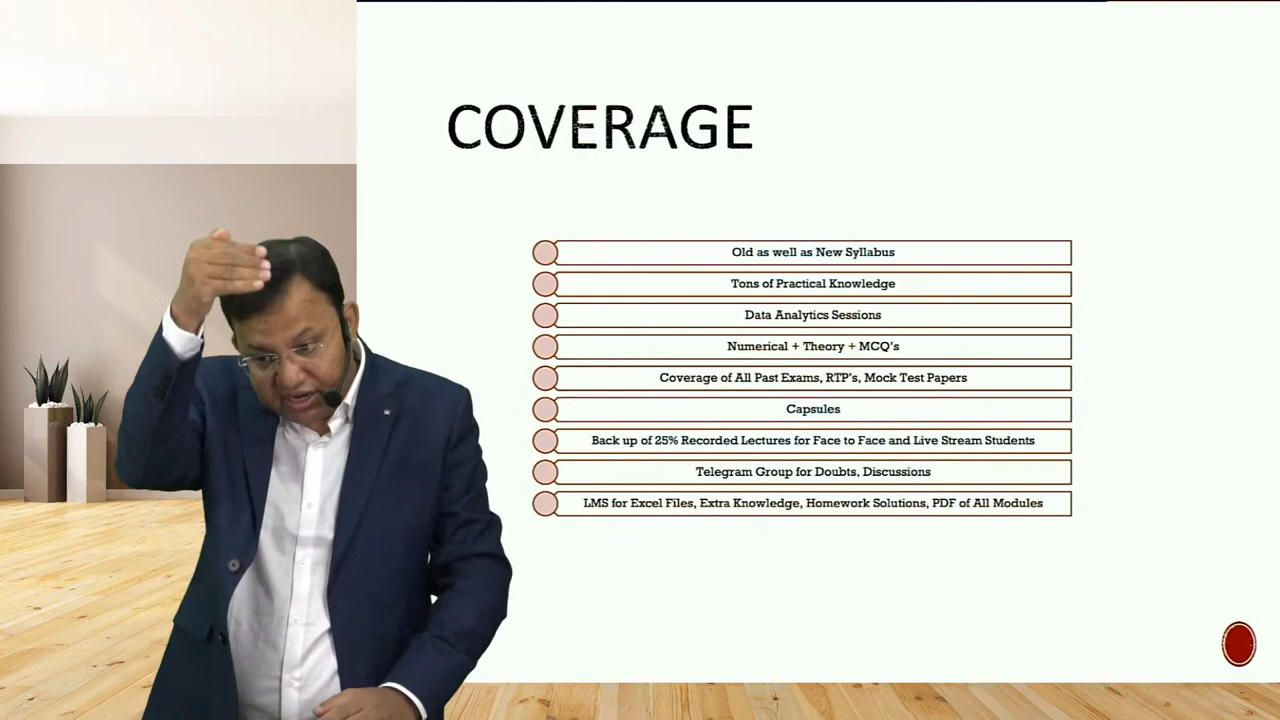 COVERAGE
Old as well as New Syllabus
Tons of Practical Knowledge
Data Analytics Sessions
Numerical + Theory + MCQ's
Coverage of All Past Exams, RTP's, Mock Test Papers
Capsules
Back up of 25% Recorded Lectures for Face to Face and Live Stream Students
Telegram Group for Doubts, Discussions
LMS for Excel Files, Extra Knowledge, Homework Solutions, PDF of All Modules